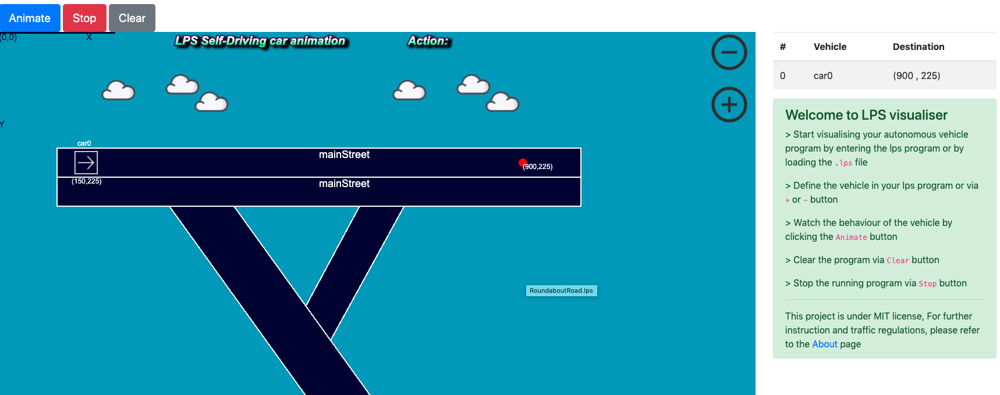 Animate Stop Clear
(0,0) X
LPS Self-Driving car animation Action:
Y
car0
mainStreet
(900,225)
(150,225)
mainStreet
RoundaboutRoad.lps
# Vehicle Destination
0 car0 (900 , 225)
Welcome to LPS visualiser
> Start visualising your autonomous vehicle
program by entering the lps program or by
loading the .lps file
> Define the vehicle in your lps program or via
+ or − button
> Watch the behaviour of the vehicle by
clicking the Animate button
> Clear the program via Clear button
> Stop the running program via Stop button
This project is under MIT license, For further
instruction and traffic regulations, please refer
to the About page